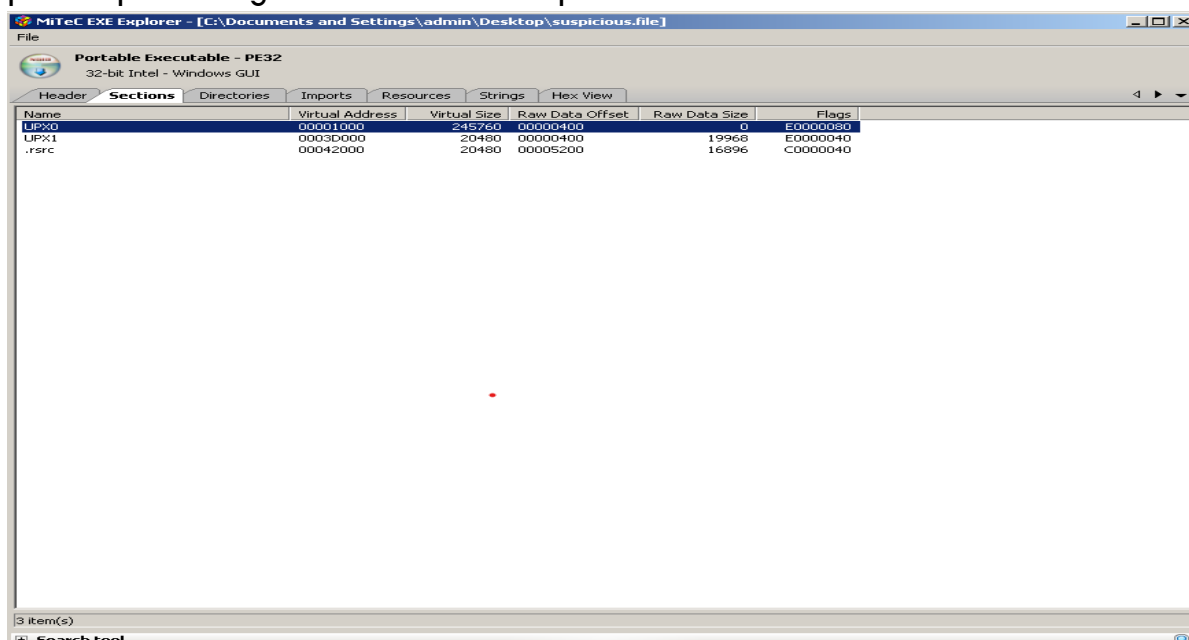 MiTeC EXE Explorer - [C:\Documents and Settings\admin\Desktop\suspicious.file]
File
Portable Executable - PE32
32-bit Intel - Windows GUI
Header Sections Directories Imports Resources Strings Hex View
Name Virtual Address Virtual Size Raw Data Offset Raw Data Size Flags
UPX0 00001000 245760 00000400 0 E0000080
UPX1 0003D000 20480 00000400 19968 E0000040
.rsrc 00042000 20480 00005200 16896 C0000040
3 item(s)
Search tool